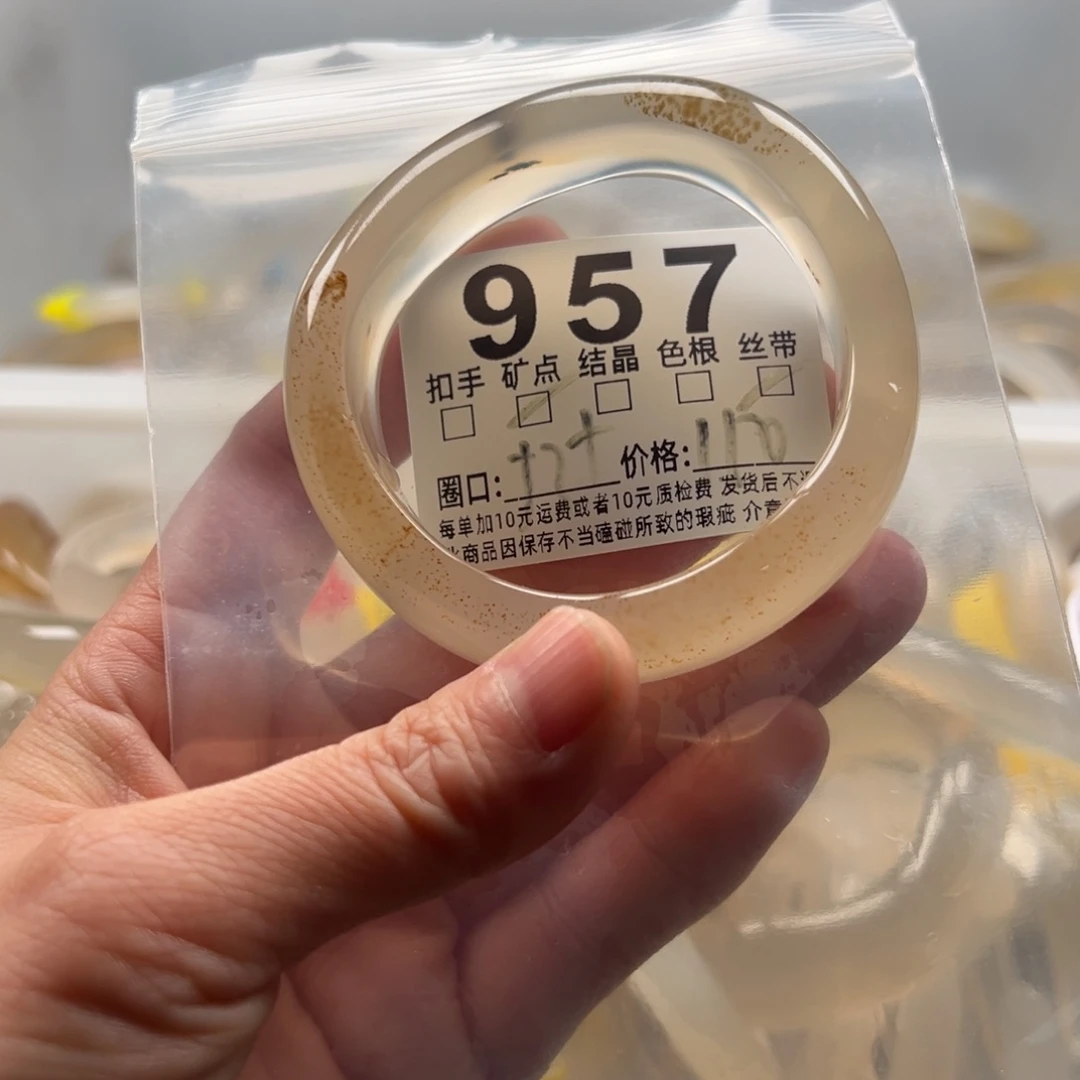 957
扣手 矿点 结晶 色根 丝带
圈口: 价格:
每单加10元运费或者10元质检费 发货后不
商品因保存不当磕碰所致的瑕疵 介意